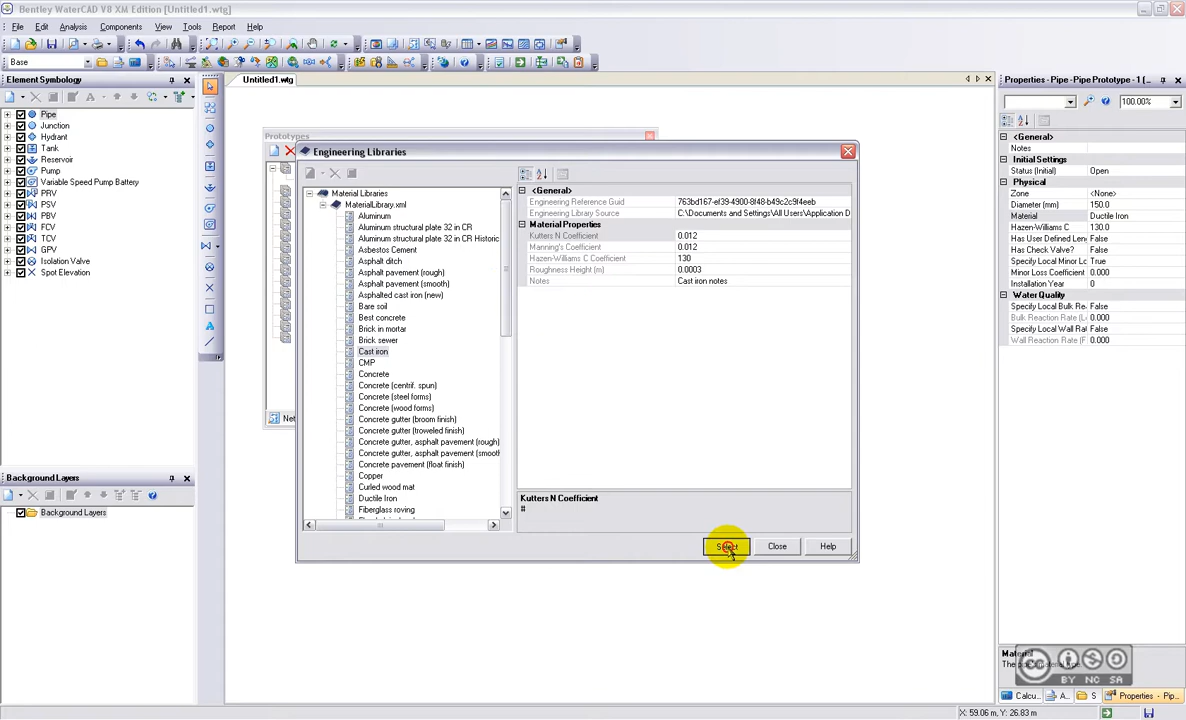 Bentley WaterCAD V8 XM Edition [Untitled1.wtg]
File Edit Analysis Components View Tools Report Help
Base
Element Symbology
Pipe
Junction
Hydrant
Tank
Reservoir
Pump
Variable Speed Pump Battery
PRV
PSV
PBV
FCV
TCV
GPV
Isolation Valve
Spot Elevation
Background Layers
Background Layers
Untitled1.wtg
Prototypes
Net
Engineering Libraries
Material Libraries
MaterialLibrary.xml
Aluminum
Aluminum structural plate 32 in CR
Aluminum structural plate 32 in CR Historic
Asbestos Cement
Asphalt ditch
Asphalt pavement (rough)
Asphalt pavement (smooth)
Asphalted cast iron (new)
Bare soil
Best concrete
Brick in mortar
Brick sewer
Cast iron
CMP
Concrete
Concrete (centrif. spun)
Concrete (steel forms)
Concrete (wood forms)
Concrete gutter (broom finish)
Concrete gutter (troweled finish)
Concrete gutter, asphalt pavement (rough)
Concrete gutter, asphalt pavement (smooth
Concrete pavement (float finish)
Copper
Curled wood mat
Ductile Iron
Fiberglass roving
<General>
Engineering Reference Guid 763bd167-ef39-4900-8f48-b49c2c9f4eeb
Engineering Library Source C:\Documents and Settings\All Users\Application D
Material Properties
Kutters N Coefficient 0.012
Manning's Coefficient 0.012
Hazen-Williams C Coefficient 130
Roughness Height (m) 0.0003
Notes Cast iron notes
Kutters N Coefficient
#
Select Close Help
Properties - Pipe - Pipe Prototype - 1 (
100.00%
<General>
Notes
Initial Settings
Status (Initial) Open
Physical
Zone <None>
Diameter (mm) 150.0
Material Ductile Iron
Hazen-Williams C 130.0
Has User Defined Len False
Has Check Valve? False
Specify Local Minor Lo True
Minor Loss Coefficient 0.000
Installation Year 0
Water Quality
Specify Local Bulk Re False
Bulk Reaction Rate (L 0.000
Specify Local Wall Rat False
Wall Reaction Rate (F 0.000
BY NC SA
Calcu... A... S Properties - Pip...
X: 59.06 m, Y: 26.83 m